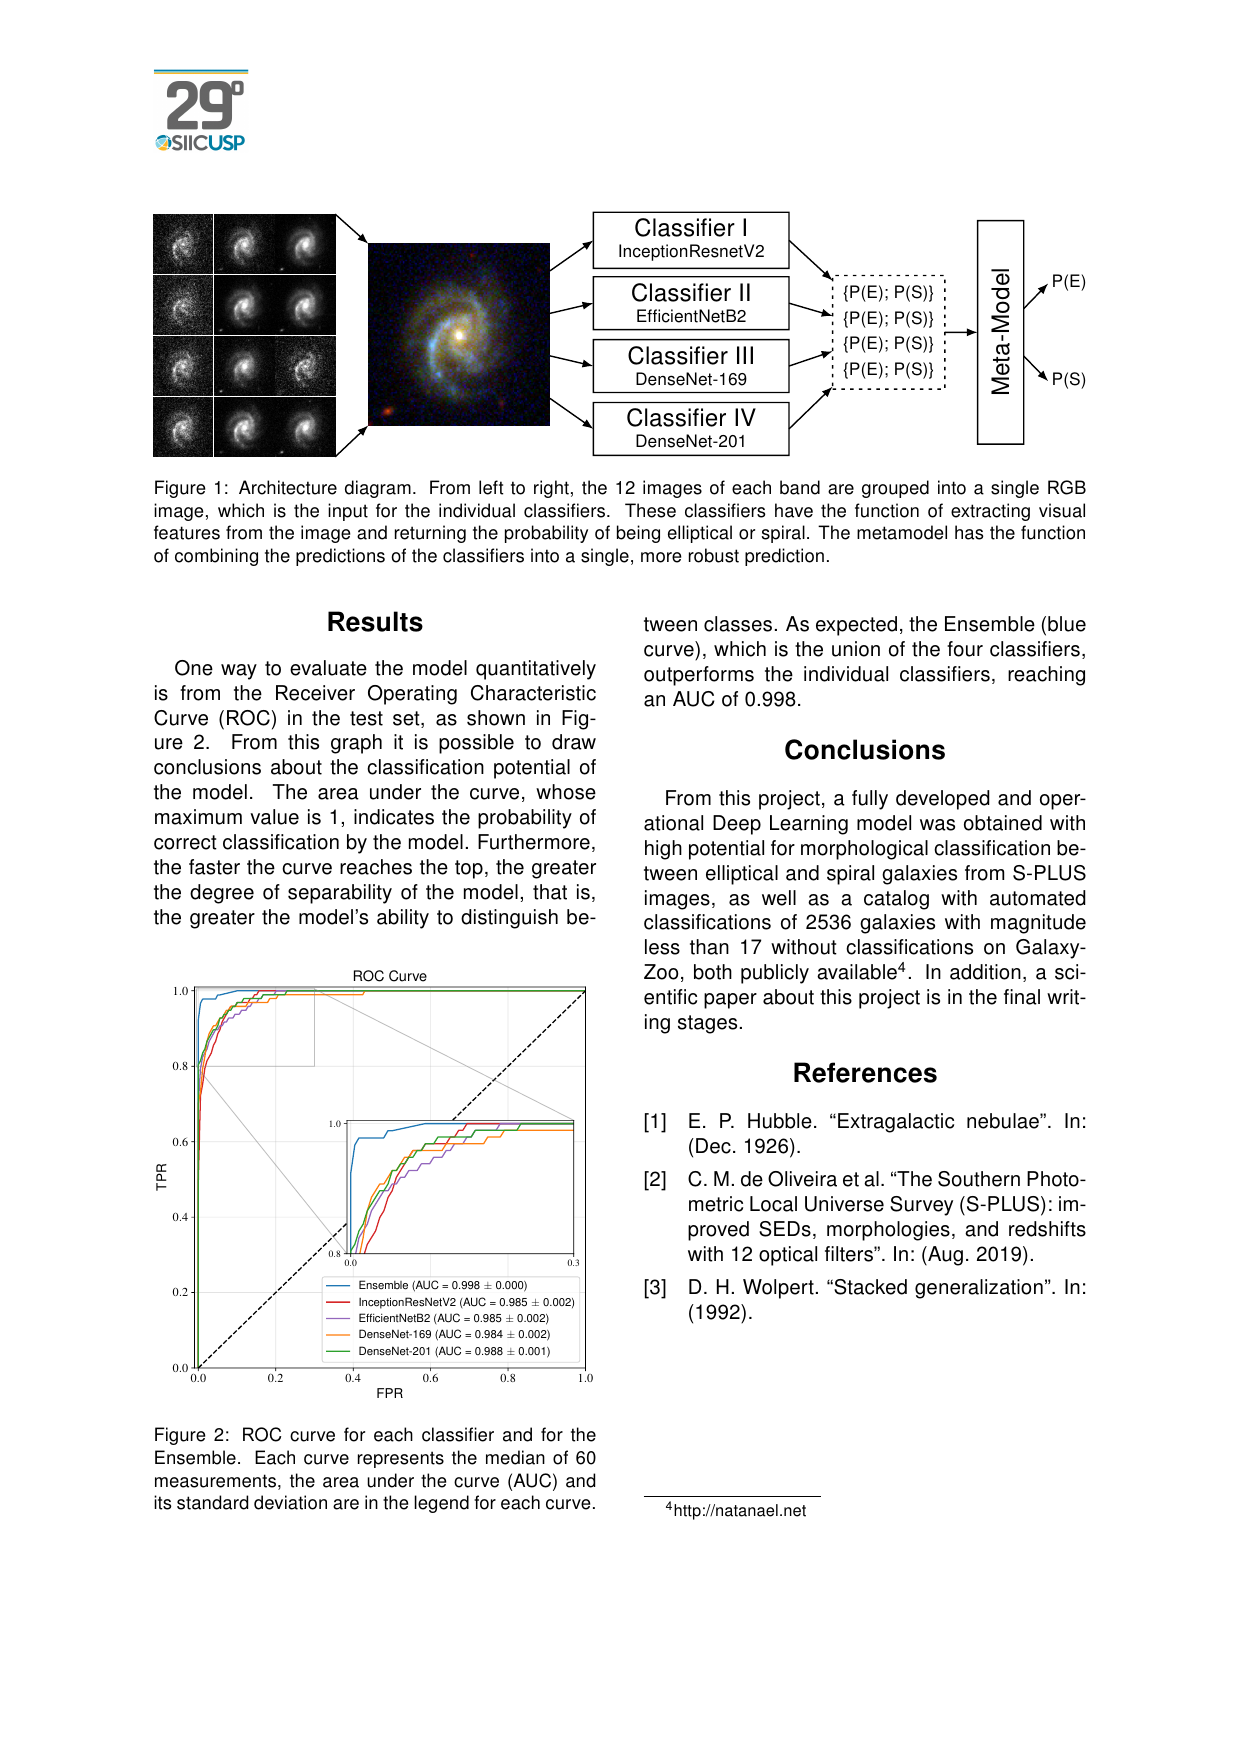 29º
SIICUSP
Classifier I
InceptionResnetV2
Classifier II
EfficientNetB2
Classifier III
DenseNet-169
Classifier IV
DenseNet-201
{P(E); P(S)}
{P(E); P(S)}
{P(E); P(S)}
{P(E); P(S)}
Meta-Model
P(E)
P(S)
Figure 1: Architecture diagram. From left to right, the 12 images of each band are grouped into a single RGB
image, which is the input for the individual classifiers. These classifiers have the function of extracting visual
features from the image and returning the probability of being elliptical or spiral. The metamodel has the function
of combining the predictions of the classifiers into a single, more robust prediction.
Results
One way to evaluate the model quantitatively
is from the Receiver Operating Characteristic
Curve (ROC) in the test set, as shown in Fig-
ure 2. From this graph it is possible to draw
conclusions about the classification potential of
the model. The area under the curve, whose
maximum value is 1, indicates the probability of
correct classification by the model. Furthermore,
the faster the curve reaches the top, the greater
the degree of separability of the model, that is,
the greater the model's ability to distinguish be-
ROC Curve
1.0
0.8
0.6
0.4
0.2
0.0
TPR
1.0
0.8
0.0
0.3
Ensemble (AUC = 0.998 ± 0.000)
InceptionResNetV2 (AUC = 0.985 ± 0.002)
EfficientNetB2 (AUC = 0.985 ± 0.002)
DenseNet-169 (AUC = 0.984 ± 0.002)
DenseNet-201 (AUC = 0.988 ± 0.001)
0.0
0.2
0.4
0.6
0.8
1.0
FPR
Figure 2: ROC curve for each classifier and for the
Ensemble. Each curve represents the median of 60
measurements, the area under the curve (AUC) and
its standard deviation are in the legend for each curve.
tween classes. As expected, the Ensemble (blue
curve), which is the union of the four classifiers,
outperforms the individual classifiers, reaching
an AUC of 0.998.
Conclusions
From this project, a fully developed and oper-
ational Deep Learning model was obtained with
high potential for morphological classification be-
tween elliptical and spiral galaxies from S-PLUS
images, as well as a catalog with automated
classifications of 2536 galaxies with magnitude
less than 17 without classifications on Galaxy-
Zoo, both publicly available⁴. In addition, a sci-
entific paper about this project is in the final writ-
ing stages.
References
[1] E. P. Hubble. “Extragalactic nebulae”. In:
(Dec. 1926).
[2] C. M. de Oliveira et al. “The Southern Photo-
metric Local Universe Survey (S-PLUS): im-
proved SEDs, morphologies, and redshifts
with 12 optical filters”. In: (Aug. 2019).
[3] D. H. Wolpert. “Stacked generalization”. In:
(1992).
⁴http://natanael.net